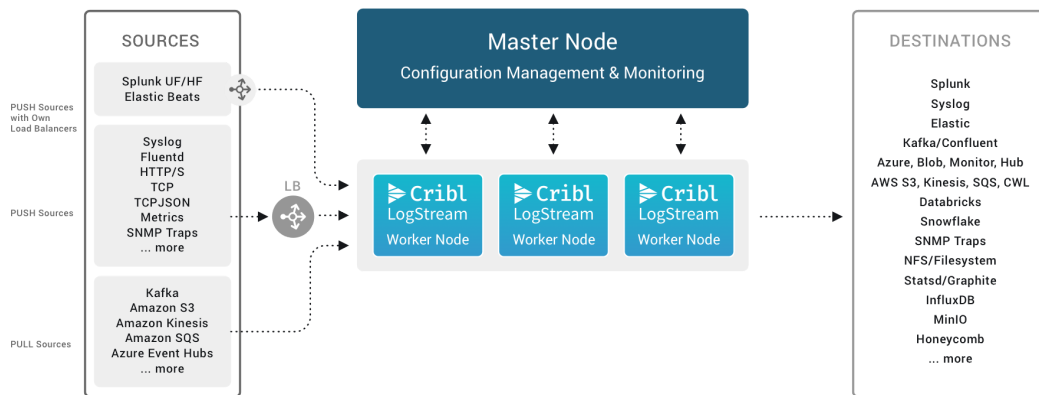 SOURCES
Splunk UF/HF
Elastic Beats
PUSH Sources
with Own
Load Balancers
Syslog
Fluentd
HTTP/S
TCP
TCPJSON
Metrics
SNMP Traps
... more
PUSH Sources
Kafka
Amazon S3
Amazon Kinesis
Amazon SQS
Azure Event Hubs
... more
PULL Sources
LB
Master Node
Configuration Management & Monitoring
Cribl
LogStream
Worker Node
Cribl
LogStream
Worker Node
Cribl
LogStream
Worker Node
DESTINATIONS
Splunk
Syslog
Elastic
Kafka/Confluent
Azure, Blob, Monitor, Hub
AWS S3, Kinesis, SQS, CWL
Databricks
Snowflake
SNMP Traps
NFS/Filesystem
Statsd/Graphite
InfluxDB
MinIO
Honeycomb
... more